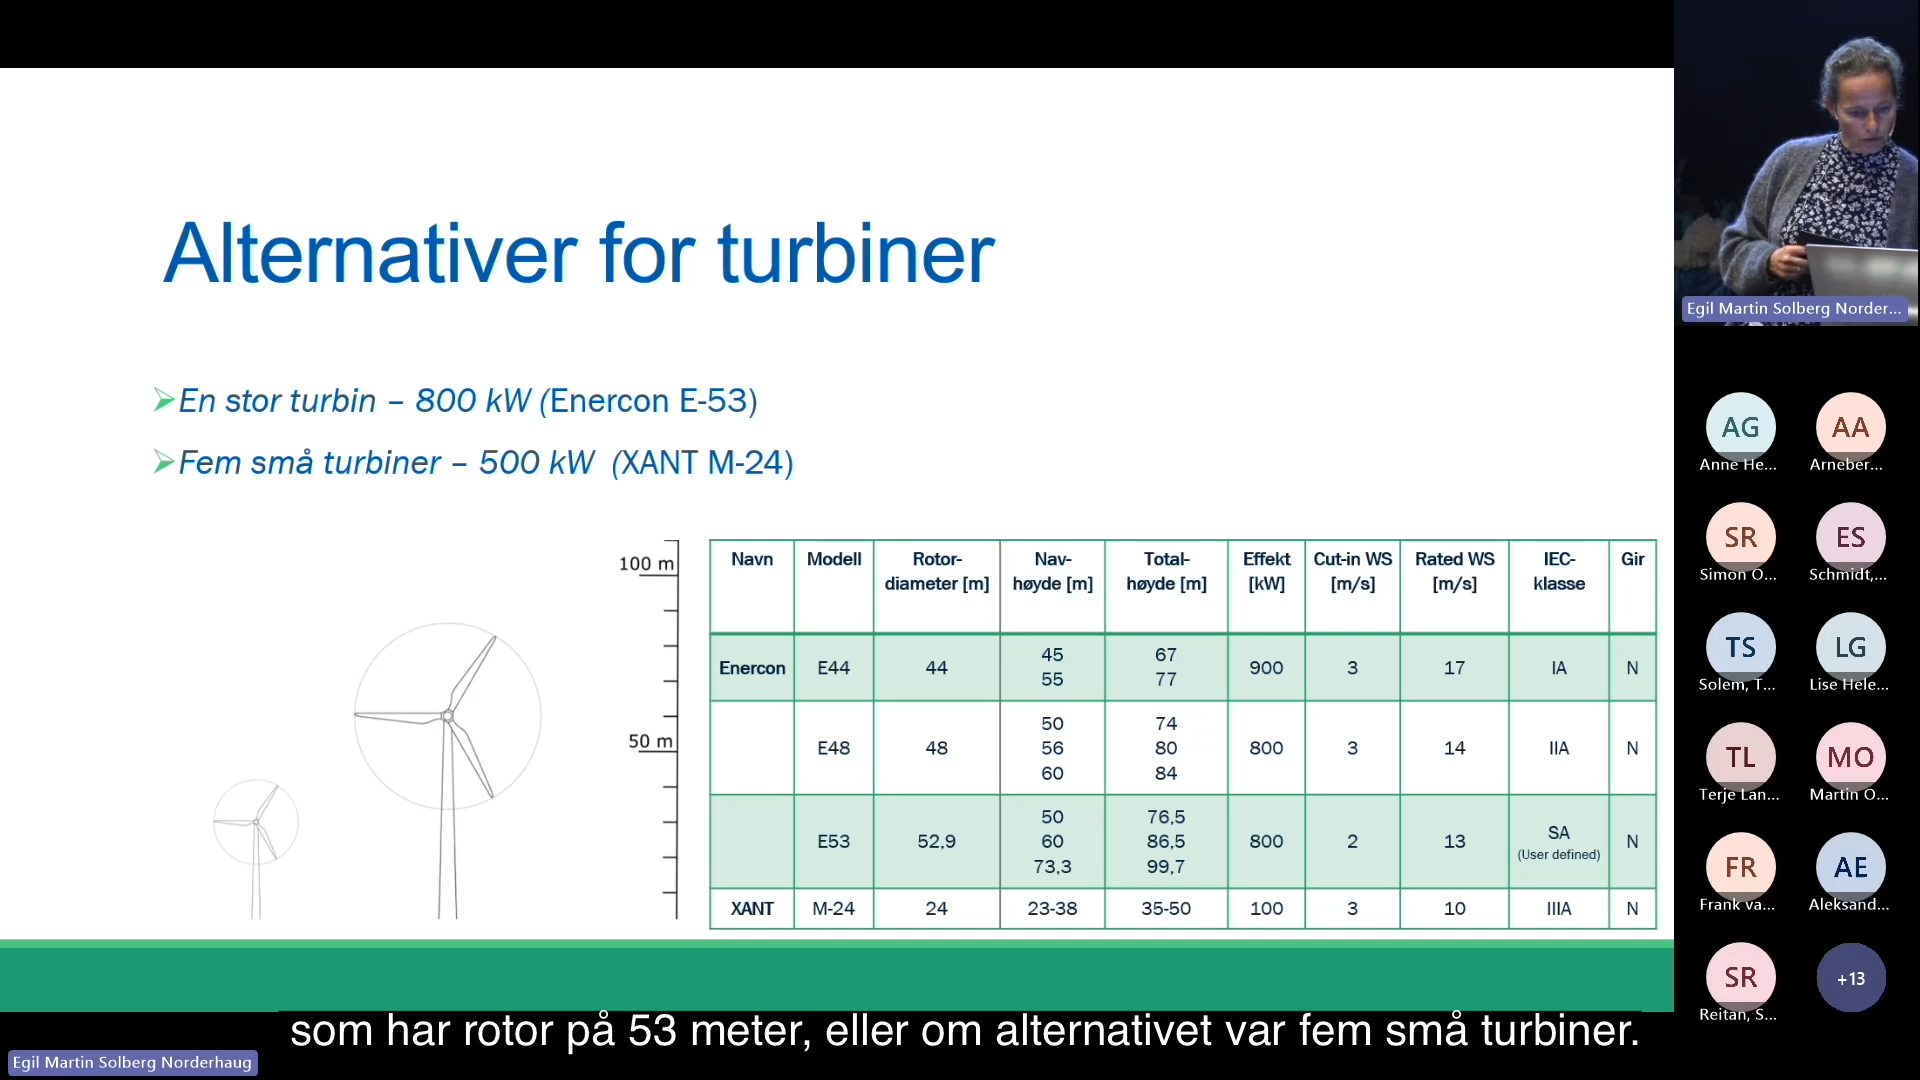 Alternativer for turbiner
En stor turbin – 800 kW (Enercon E-53)
Fem små turbiner – 500 kW (XANT M-24)
100 m
50 m
Navn Modell Rotor-diameter [m] Nav-høyde [m] Total-høyde [m] Effekt [kW] Cut-in WS [m/s] Rated WS [m/s] IEC-klasse Gir
Enercon E44 44 45 55 67 77 900 3 17 IA N
E48 48 50 56 60 74 80 84 800 3 14 IIA N
E53 52,9 50 60 73,3 76,5 86,5 99,7 800 2 13 SA (User defined) N
XANT M-24 24 23-38 35-50 100 3 10 IIIA N
som har rotor på 53 meter, eller om alternativet var fem små turbiner.
Egil Martin Solberg Norderhaug
Egil Martin Solberg Norder...
AG AA
Anne He... Arneber...
SR ES
Simon O... Schmidt,...
TS LG
Solem, T... Lise Hele...
TL MO
Terje Lan... Martin O...
FR AE
Frank va... Aleksand...
SR +13
Reitan, S...